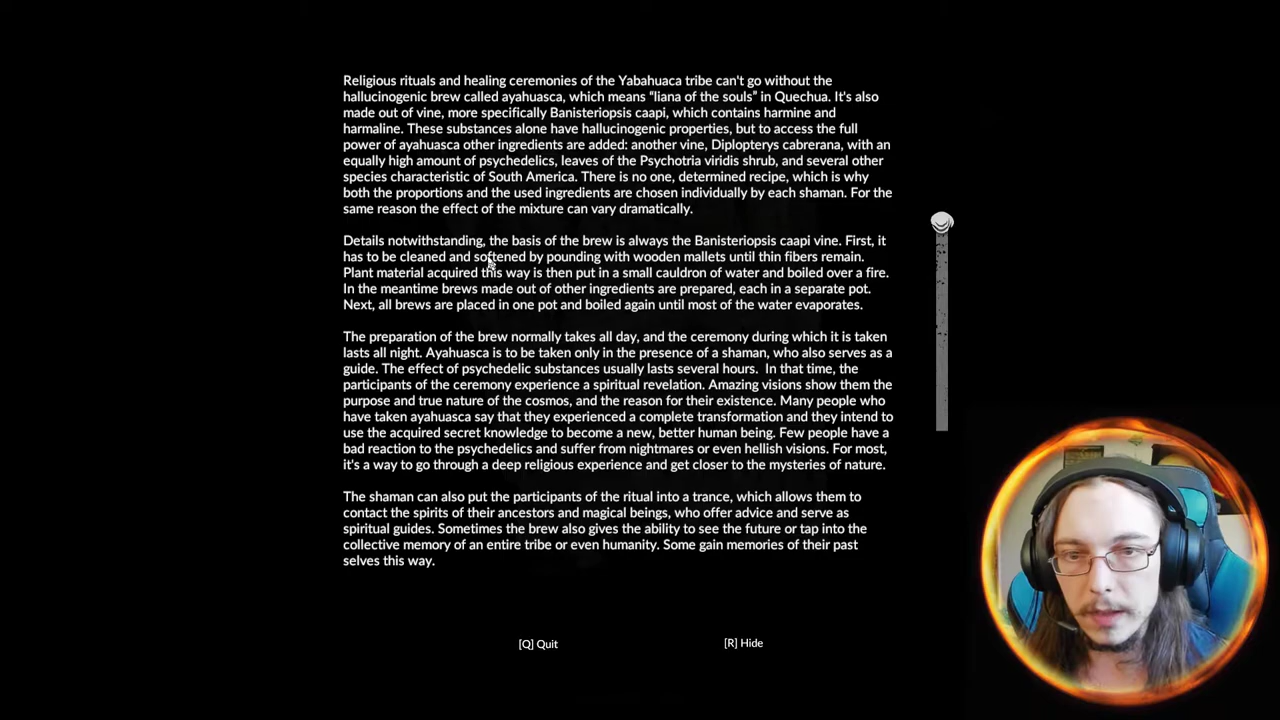 Religious rituals and healing ceremonies of the Yabahuaca tribe can't go without the
hallucinogenic brew called ayahuasca, which means “liana of the souls” in Quechua. It's also
made out of vine, more specifically Banisteriopsis caapi, which contains harmine and
harmaline. These substances alone have hallucinogenic properties, but to access the full
power of ayahuasca other ingredients are added: another vine, Diplopterys cabrerana, with an
equally high amount of psychedelics, leaves of the Psychotria viridis shrub, and several other
species characteristic of South America. There is no one, determined recipe, which is why
both the proportions and the used ingredients are chosen individually by each shaman. For the
same reason the effect of the mixture can vary dramatically.
Details notwithstanding, the basis of the brew is always the Banisteriopsis caapi vine. First, it
has to be cleaned and softened by pounding with wooden mallets until thin fibers remain.
Plant material acquired this way is then put in a small cauldron of water and boiled over a fire.
In the meantime brews made out of other ingredients are prepared, each in a separate pot.
Next, all brews are placed in one pot and boiled again until most of the water evaporates.
The preparation of the brew normally takes all day, and the ceremony during which it is taken
lasts all night. Ayahuasca is to be taken only in the presence of a shaman, who also serves as a
guide. The effect of psychedelic substances usually lasts several hours.  In that time, the
participants of the ceremony experience a spiritual revelation. Amazing visions show them the
purpose and true nature of the cosmos, and the reason for their existence. Many people who
have taken ayahuasca say that they experienced a complete transformation and they intend to
use the acquired secret knowledge to become a new, better human being. Few people have a
bad reaction to the psychedelics and suffer from nightmares or even hellish visions. For most,
it's a way to go through a deep religious experience and get closer to the mysteries of nature.
The shaman can also put the participants of the ritual into a trance, which allows them to
contact the spirits of their ancestors and magical beings, who offer advice and serve as
spiritual guides. Sometimes the brew also gives the ability to see the future or tap into the
collective memory of an entire tribe or even humanity. Some gain memories of their past
selves this way.
[Q] Quit
[R] Hide